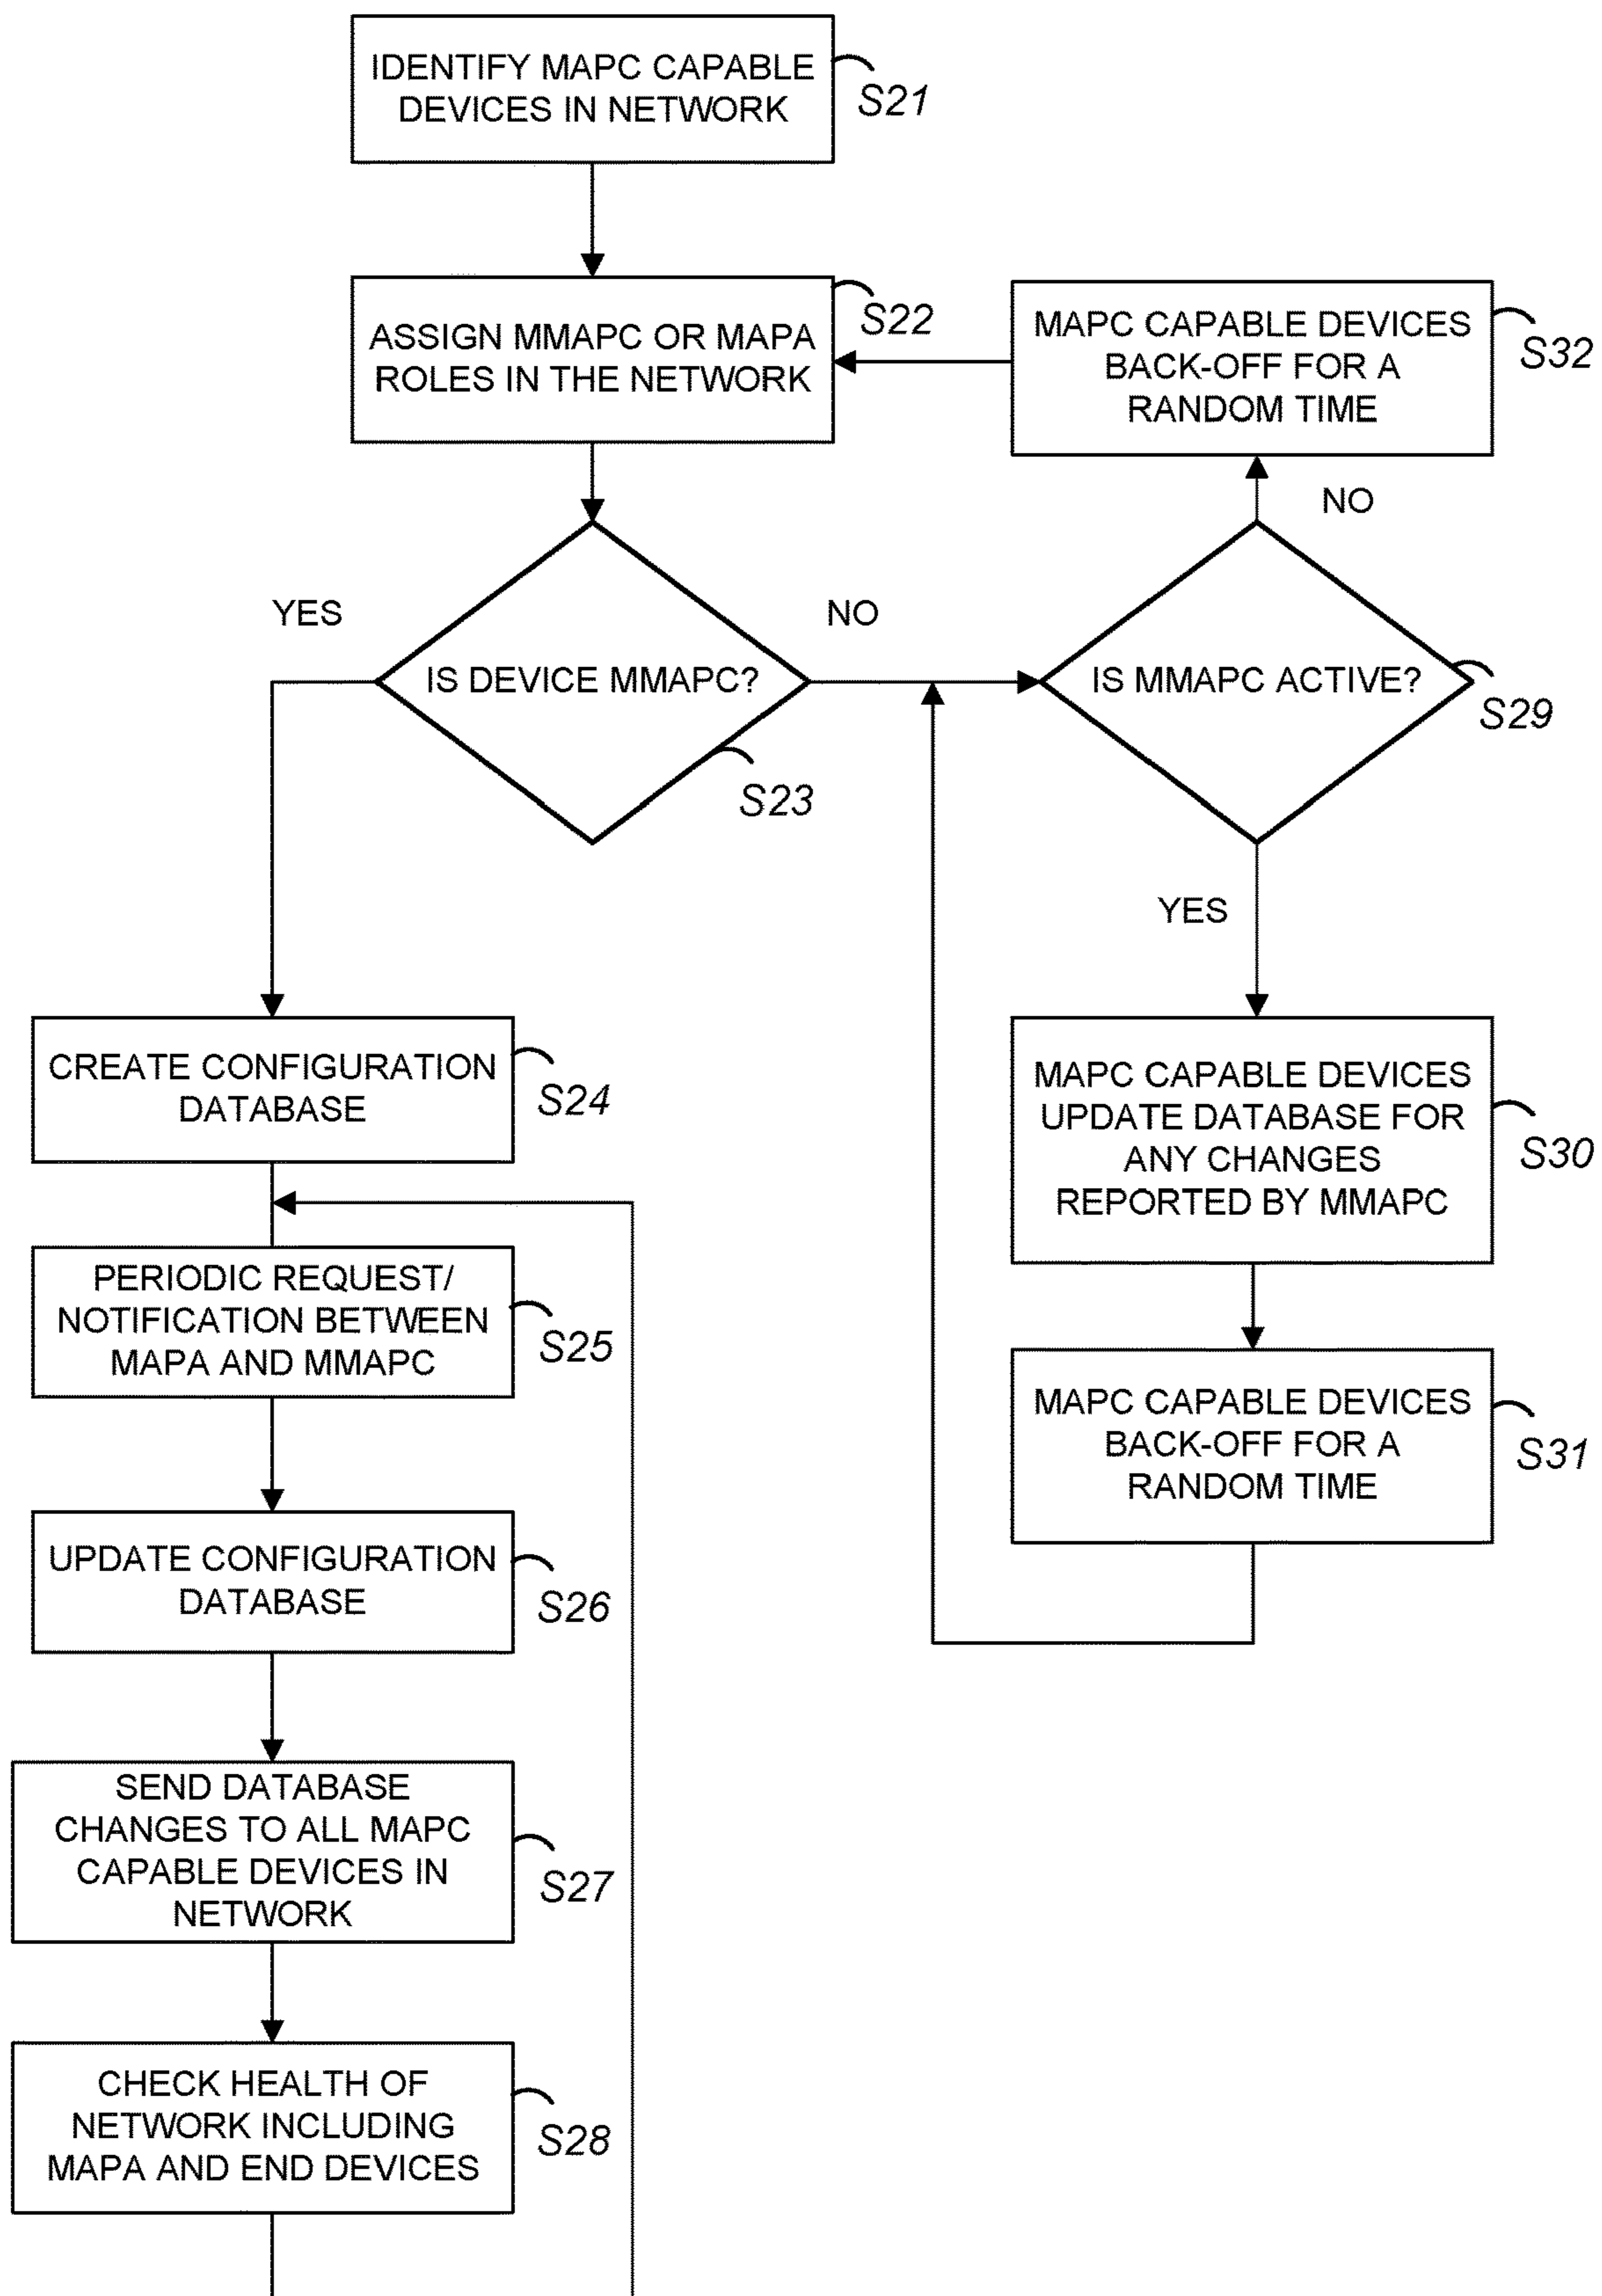 IDENTIFY MAPC CAPABLE
DEVICES IN NETWORK
S21
ASSIGN MMAPC OR MAPA
ROLES IN THE NETWORK
S22
MAPC CAPABLE DEVICES
BACK-OFF FOR A
RANDOM TIME
S32
NO
YES
NO
IS DEVICE MMAPC?
S23
IS MMAPC ACTIVE?
S29
YES
CREATE CONFIGURATION
DATABASE
S24
MAPC CAPABLE DEVICES
UPDATE DATABASE FOR
ANY CHANGES
REPORTED BY MMAPC
S30
PERIODIC REQUEST/
NOTIFICATION BETWEEN
MAPA AND MMAPC
S25
MAPC CAPABLE DEVICES
BACK-OFF FOR A
RANDOM TIME
S31
UPDATE CONFIGURATION
DATABASE
S26
SEND DATABASE
CHANGES TO ALL MAPC
CAPABLE DEVICES IN
NETWORK
S27
CHECK HEALTH OF
NETWORK INCLUDING
MAPA AND END DEVICES
S28